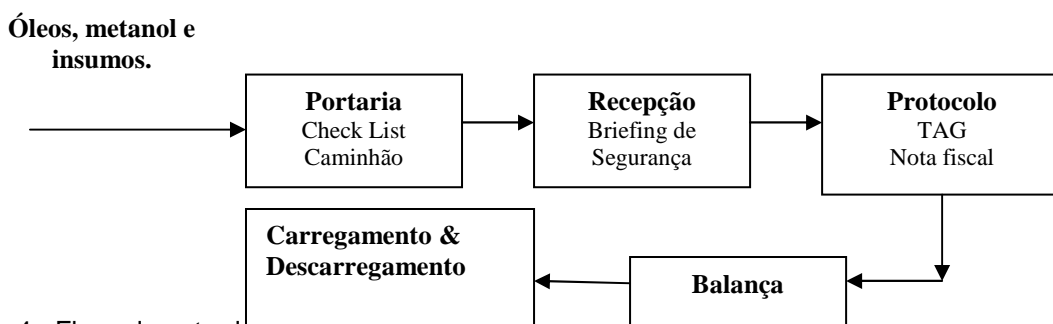 Óleos, metanol e
insumos.
Portaria
Check List
Caminhão
Recepção
Briefing de
Segurança
Protocolo
TAG
Nota fiscal
Carregamento &
Descarregamento
Balança